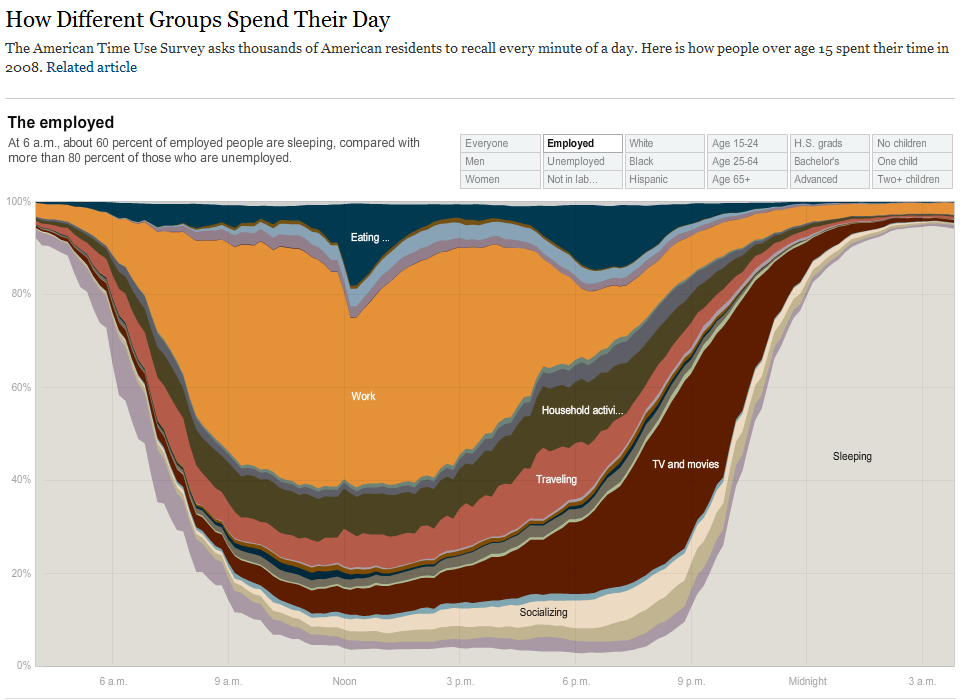 How Different Groups Spend Their Day
The American Time Use Survey asks thousands of American residents to recall every minute of a day. Here is how people over age 15 spent their time in
2008. Related article
The employed
At 6 a.m., about 60 percent of employed people are sleeping, compared with
more than 80 percent of those who are unemployed.
Everyone Employed White Age 15-24 H.S. grads No children
Men Unemployed Black Age 25-64 Bachelor's One child
Women Not in lab... Hispanic Age 65+ Advanced Two+ children
100%
Eating ...
80%
60%
Work
Household activi...
TV and movies
Sleeping
40%
Traveling
20%
Socializing
0%
6 a.m. 9 a.m. Noon 3 p.m. 6 p.m. 9 p.m. Midnight 3 a.m.